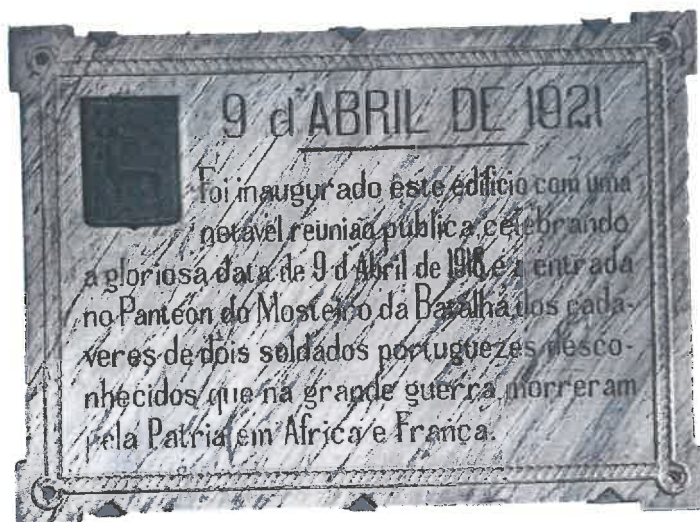 9 d'ABRIL DE 1921
Foi inaugurado este edificio com uma
notavel reunião publica, celebrando
a gloriosa data de 9 d'Abril de 1918, e a entrada
no Panteon do Mosteiro da Batalha, dos cada-
veres de dois soldados portuguezes desco-
nhecidos que na grande guerra morreram
pela Patria em Africa e França.